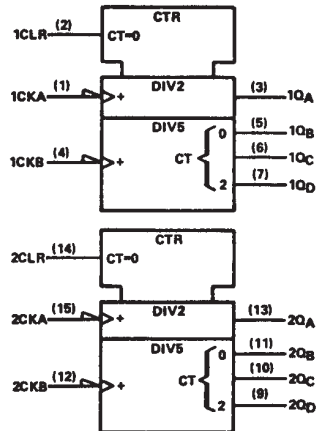 CTR
1CLR (2) CT=0
1CKA (1) + DIV2 (3) 1QA
DIV5
0 (5) 1QB
1CKB (4) + CT (6) 1QC
2 (7) 1QD
CTR
2CLR (14) CT=0
2CKA (15) + DIV2 (13) 2QA
DIV5
0 (11) 2QB
2CKB (12) + CT (10) 2QC
2 (9) 2QD